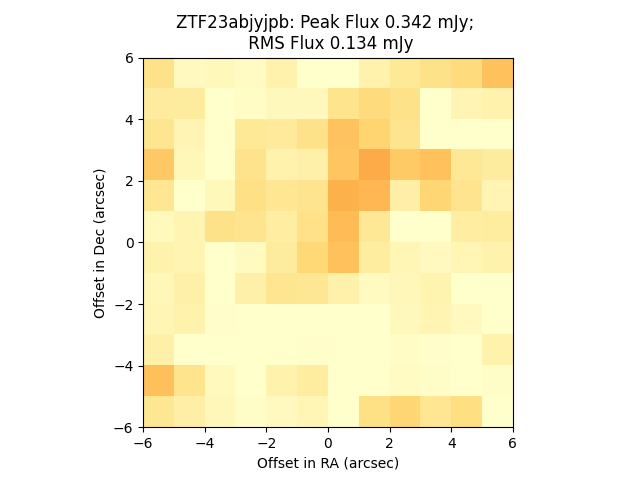 ZTF23abjyjpb: Peak Flux 0.342 mJy;
RMS Flux 0.134 mJy
6
4
2
0
−2
−4
−6
Offset in Dec (arcsec)
−6 −4 −2 0 2 4 6
Offset in RA (arcsec)